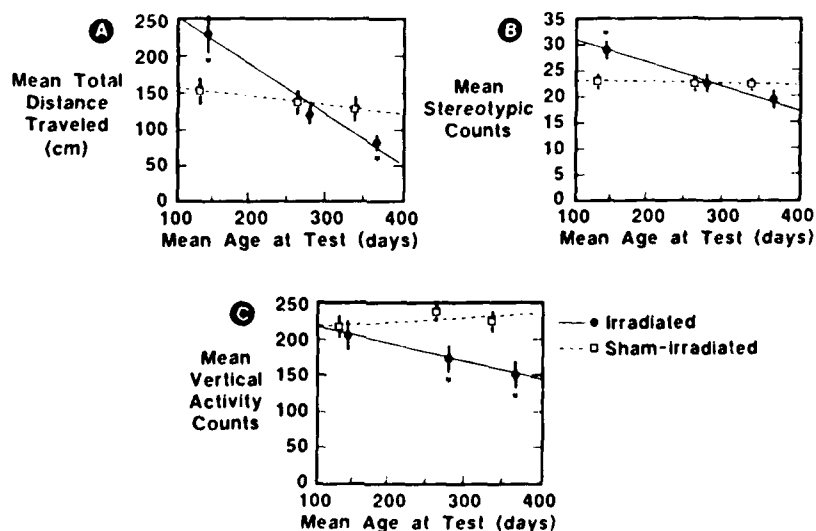 A
Mean Total
Distance
Traveled
(cm)
250
200
150
100
50
0
100 200 300 400
Mean Age at Test (days)
B
Mean
Stereotypic
Counts
35
30
25
20
15
10
5
0
100 200 300 400
Mean Age at Test (days)
C
Mean
Vertical
Activity
Counts
250
200
150
100
50
0
100 200 300 400
Mean Age at Test (days)
Irradiated
Sham-irradiated